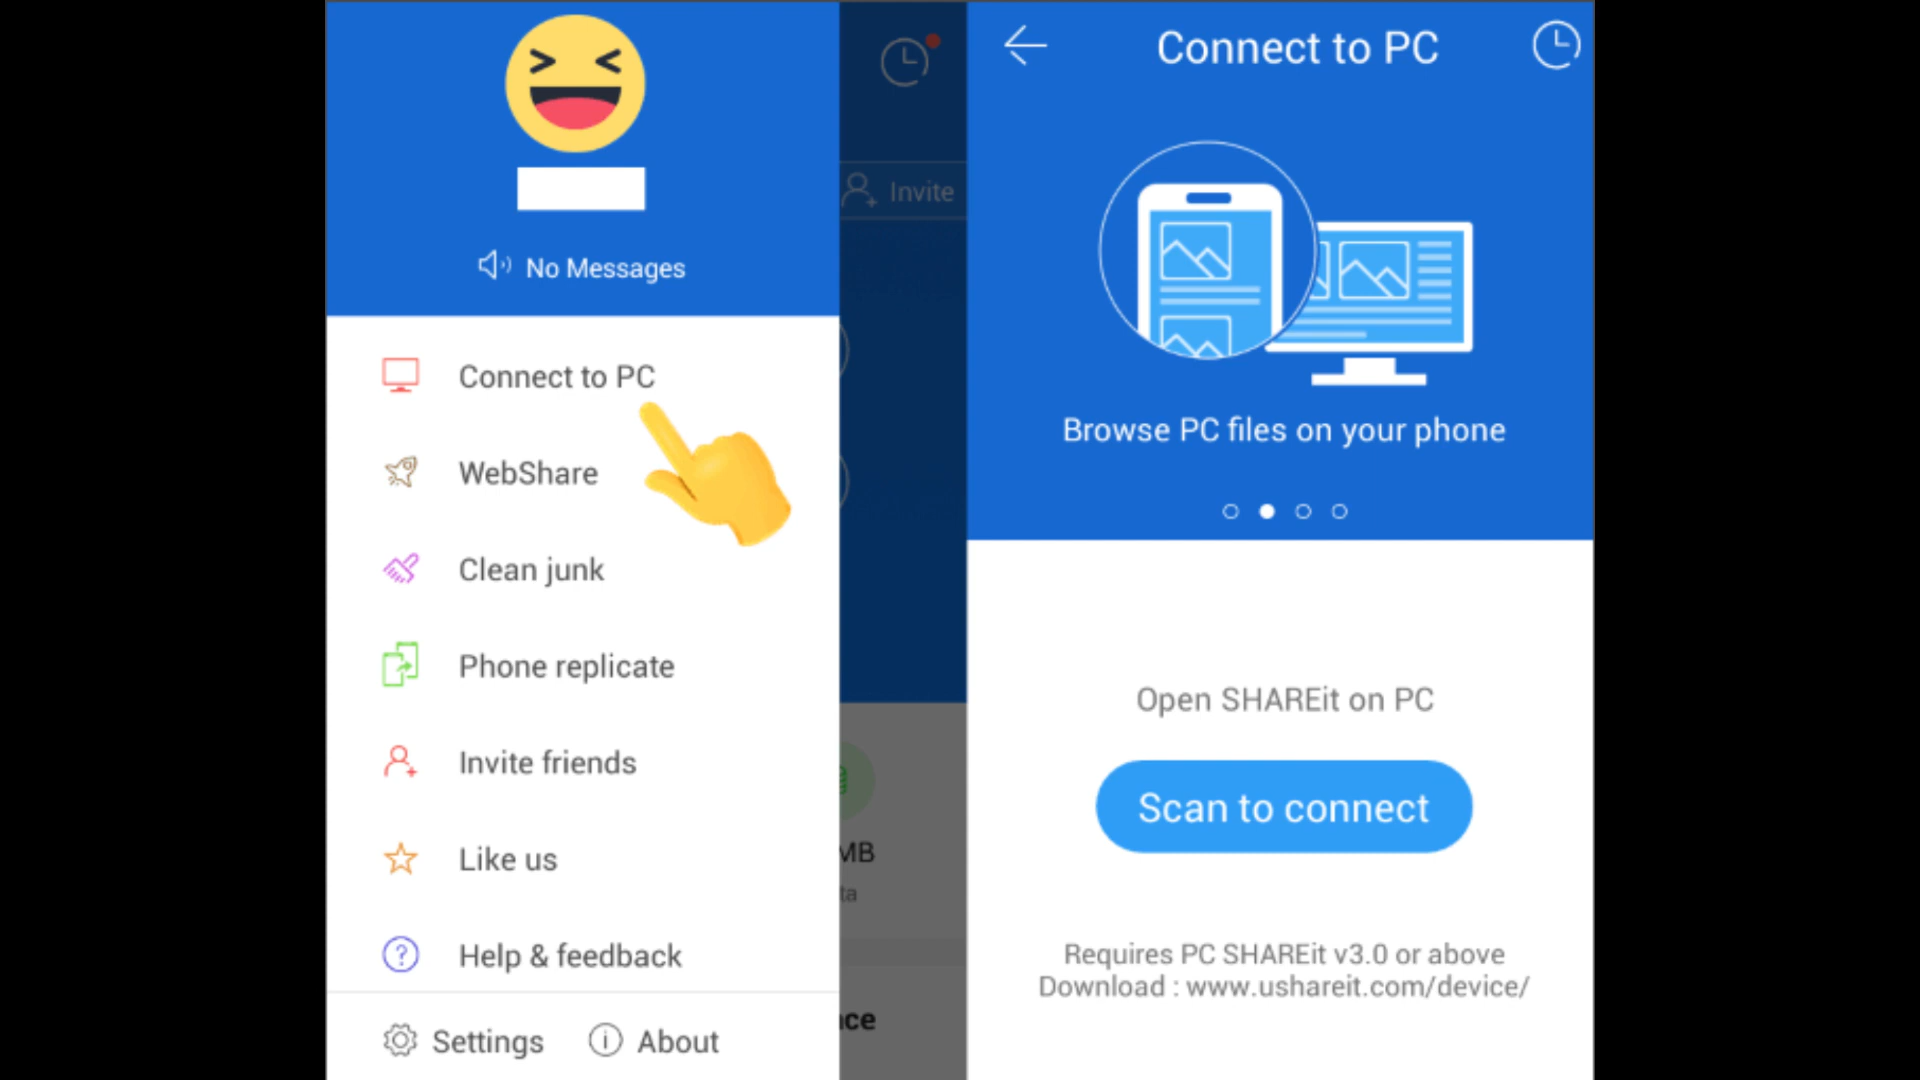 No Messages
Connect to PC
WebShare
Clean junk
Phone replicate
Invite friends
Like us
Help & feedback
Settings
About
Invite
MB
ta
Connect to PC
Browse PC files on your phone
Open SHAREit on PC
Scan to connect
Requires PC SHAREit v3.0 or above
Download : www.ushareit.com/device/